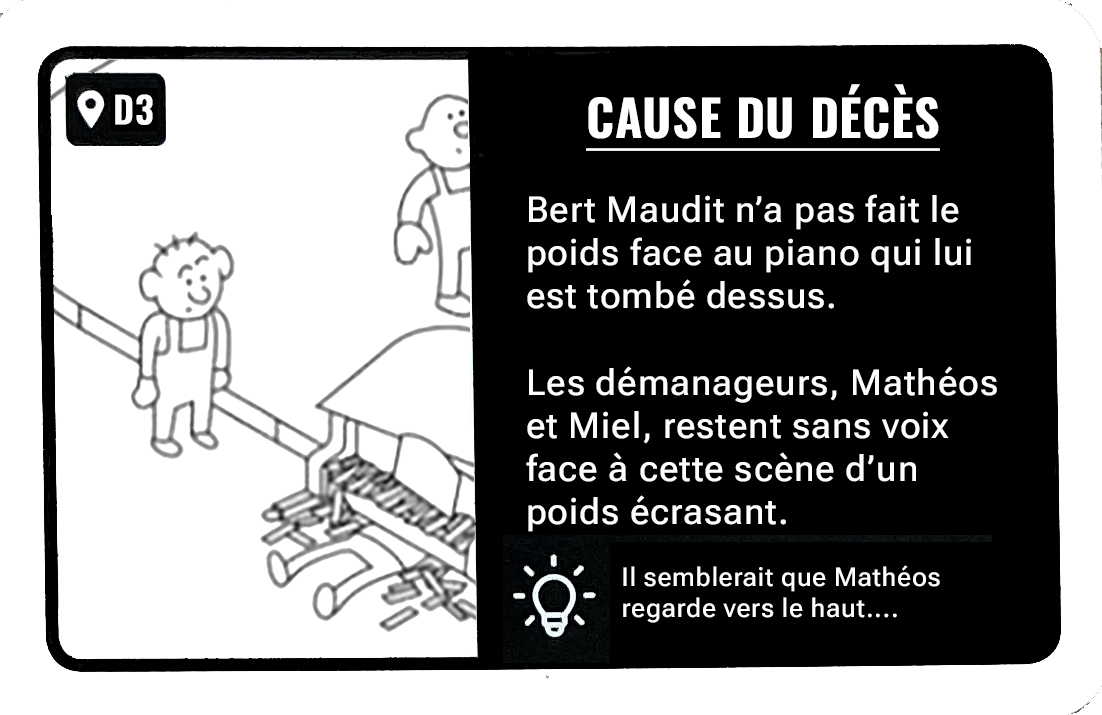 D3
CAUSE DU DÉCÈS
Bert Maudit n’a pas fait le
poids face au piano qui lui
est tombé dessus.
Les démanageurs, Mathéos
et Miel, restent sans voix
face à cette scène d’un
poids écrasant.
Il semblerait que Mathéos
regarde vers le haut....